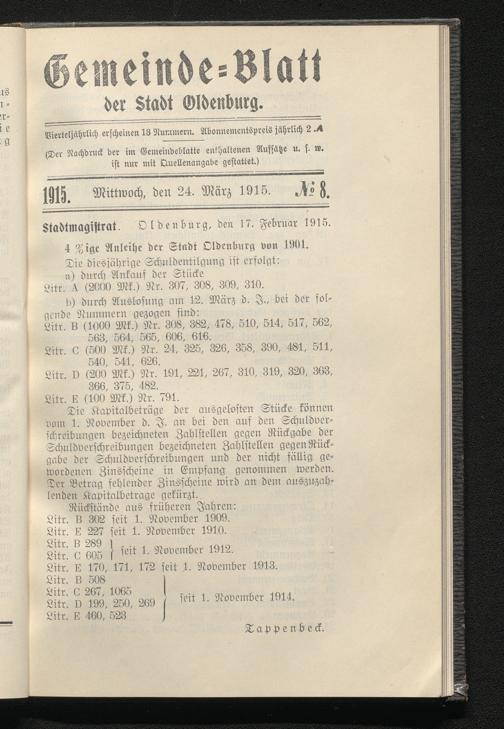 Gemeinde=Blatt
der Stadt Oldenburg.
Vierteljährlich erscheinen 13 Nummern. Abonnementspreis jährlich 2 ℳ
(Der Nachdruck der im Gemeindeblatte enthaltenen Aufsätze u. s. w.
ist nur mit Quellenangabe gestattet.)
1915. Mittwoch, den 24. März 1915. № 8.
Stadtmagistrat. Oldenburg, den 17. Februar 1915.
4 %ige Anleihe der Stadt Oldenburg von 1901.
Die diesjährige Schuldentilgung ist erfolgt:
a) durch Ankauf der Stücke
Litr. A (2000 Mk.) Nr. 307, 308, 309, 310.
b) durch Auslosung am 12. März d. J., bei der fol-
gende Nummern gezogen sind:
Litr. B (1000 Mk.) Nr. 308, 382, 478, 510, 514, 517, 562,
563, 564, 565, 606, 616.
Litr. C (500 Mk.) Nr. 24, 325, 326, 358, 390, 481, 511,
540, 541, 626.
Litr. D (200 Mk.) Nr. 191, 221, 267, 310, 319, 320, 363,
366, 375, 482.
Litr. E (100 Mk.) Nr. 791.
Die Kapitalbeträge der ausgelosten Stücke können
vom 1. November d. J. an bei den auf den Schuldver-
schreibungen bezeichneten Zahlstellen gegen Rückgabe der
Schuldverschreibungen bezeichneten Zahlstellen gegen Rück-
gabe der Schuldverschreibungen und der nicht fällig ge-
wordenen Zinsscheine in Empfang genommen werden.
Der Betrag fehlender Zinsscheine wird an dem auszuzah-
lenden Kapitalbetrage gekürzt.
Rückstände aus früheren Jahren:
Litr. B 302 seit 1. November 1909.
Litr. E 227 seit 1. November 1910.
Litr. B 289
Litr. C 605 } seit 1. November 1912.
Litr. E 170, 171, 172 seit 1. November 1913.
Litr. B 508
Litr. C 267, 1065
Litr. D 199, 250, 269 } seit 1. November 1914.
Litr. E 460, 523
Tappenbeck.